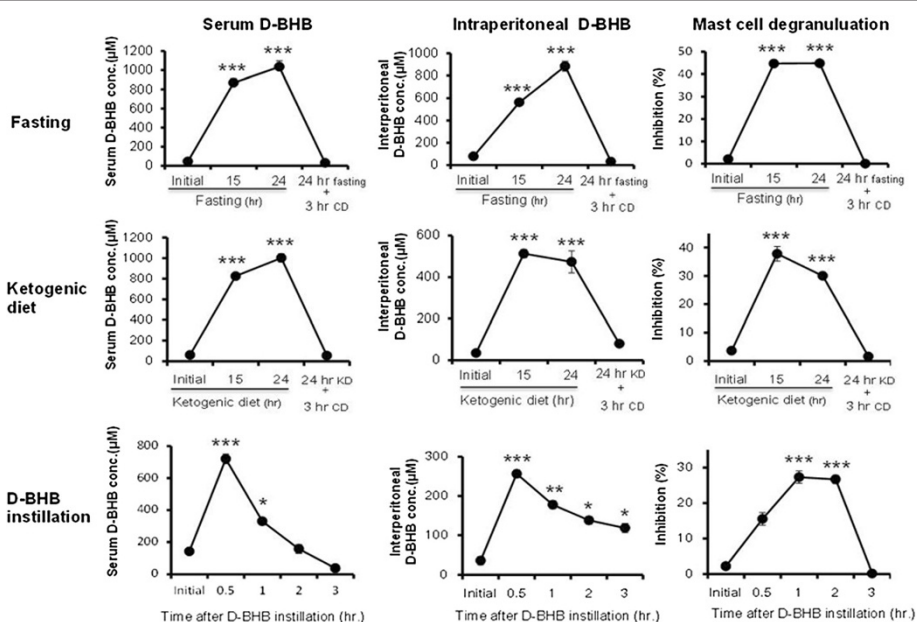 Serum D-BHB
Intraperitoneal D-BHB
Mast cell degranuluation
Fasting
Serum D-BHB conc.(µM)
1200
1000
800
600
400
200
0
***
***
Initial 15 24 24 hr fasting
+
3 hr CD
Fasting (hr)
Interperitoneal
D-BHB conc.(µM)
1000
800
600
400
200
0
***
***
Initial 15 24 24 hr fasting
+
3 hr CD
Fasting (hr)
Inhibition (%)
50
40
30
20
10
0
*** ***
Initial 15 24 24 hr fasting
+
3 hr CD
Fasting (hr)
Ketogenic
diet
Serum D-BHB conc.(µM)
1200
1000
800
600
400
200
0
***
***
Initial 15 24 24 hr KD
+
3 hr CD
Ketogenic diet (hr)
Interperitoneal
D-BHB conc.(µM)
600
400
200
0
*** ***
Initial 15 24 24 hr KD
+
3 hr CD
Ketogenic diet (hr)
Inhibition (%)
40
30
20
10
0
***
***
Initial 15 24 24 hr KD
+
3 hr CD
Ketogenic diet (hr)
D-BHB
instillation
Serum D-BHB conc.(µM)
800
600
400
200
0
***
*
Initial 0.5 1 2 3
Time after D-BHB instillation (hr.)
Interperitoneal
D-BHB conc.(µM)
300
200
100
0
***
**
*
*
Initial 0.5 1 2 3
Time after D-BHB instillation (hr.)
Inhibition (%)
30
20
10
0
*** ***
Initial 0.5 1 2 3
Time after D-BHB instillation (hr.)